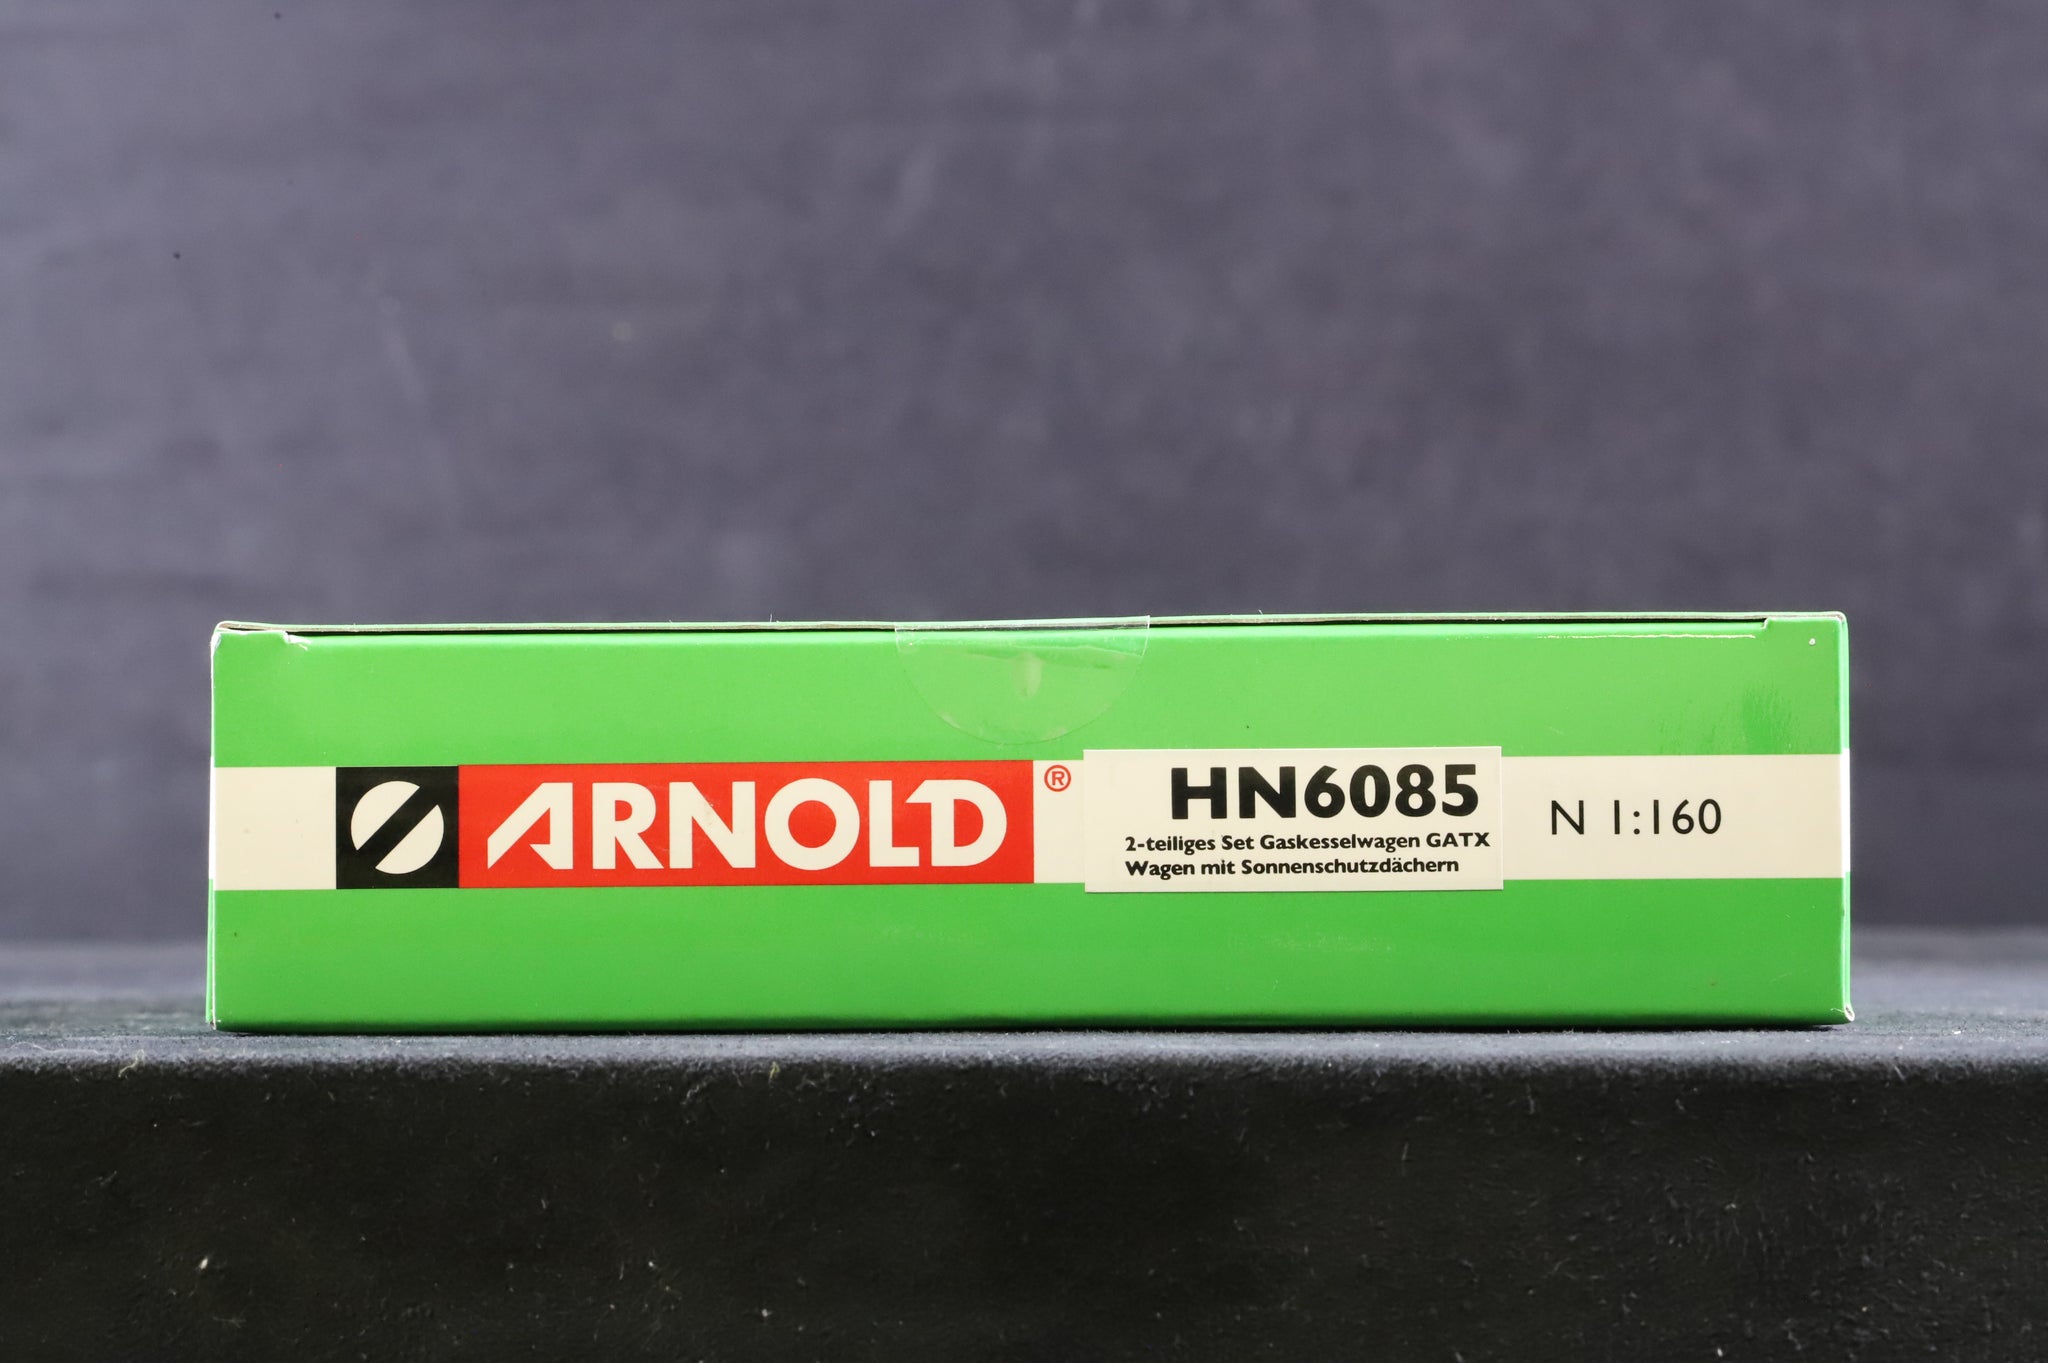 ARNOLD®
HN6085
2-teiliges Set Gaskesselwagen GATX
Wagen mit Sonnenschutzdächern
N 1:160